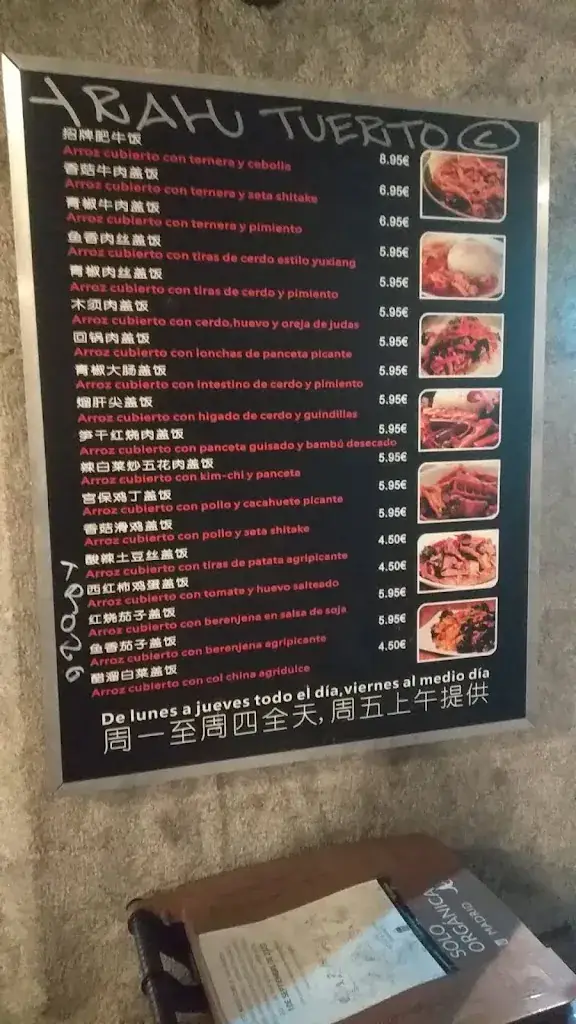 TUERTO
招牌肥牛饭
Arroz cubierto con ternera y cebolla 8.95€
香菇牛肉盖饭
Arroz cubierto con ternera y seta shitake 6.95€
青椒牛肉盖饭
Arroz cubierto con ternera y pimiento 6.95€
鱼香肉丝盖饭
Arroz cubierto con tiras de cerdo estilo yuxiang 5.95€
青椒肉丝盖饭
Arroz cubierto con tiras de cerdo y pimiento 5.95€
木须肉盖饭
Arroz cubierto con cerdo,huevo y oreja de judas 5.95€
回锅肉盖饭
Arroz cubierto con lonchas de panceta picante 5.95€
青椒大肠盖饭
Arroz cubierto con intestino de cerdo y pimiento 5.95€
熘肝尖盖饭
Arroz cubierto con higado de cerdo y guindillas 5.95€
笋干红烧肉盖饭
Arroz cubierto con panceta guisado y bambú desecado 5.95€
辣白菜炒五花肉盖饭
Arroz cubierto con kim-chi y panceta 5.95€
宫保鸡丁盖饭
Arroz cubierto con pollo y cacahuete picante 5.95€
香菇滑鸡盖饭
Arroz cubierto con pollo y seta shitake 5.95€
酸辣土豆丝盖饭
Arroz cubierto con tiras de patata agripicante 4.50€
西红柿鸡蛋盖饭
Arroz cubierto con tomate y huevo salteado 4.50€
红烧茄子盖饭
Arroz cubierto con berenjena en salsa de soja 5.95€
鱼香茄子盖饭
Arroz cubierto con berenjena agripicante 5.95€
醋溜白菜盖饭
Arroz cubierto con col china agridulce 4.50€
De lunes a jueves todo el día,viernes al medio día
周一至周四全天,周五上午提供
SOLO
ORGANICA
MADRID